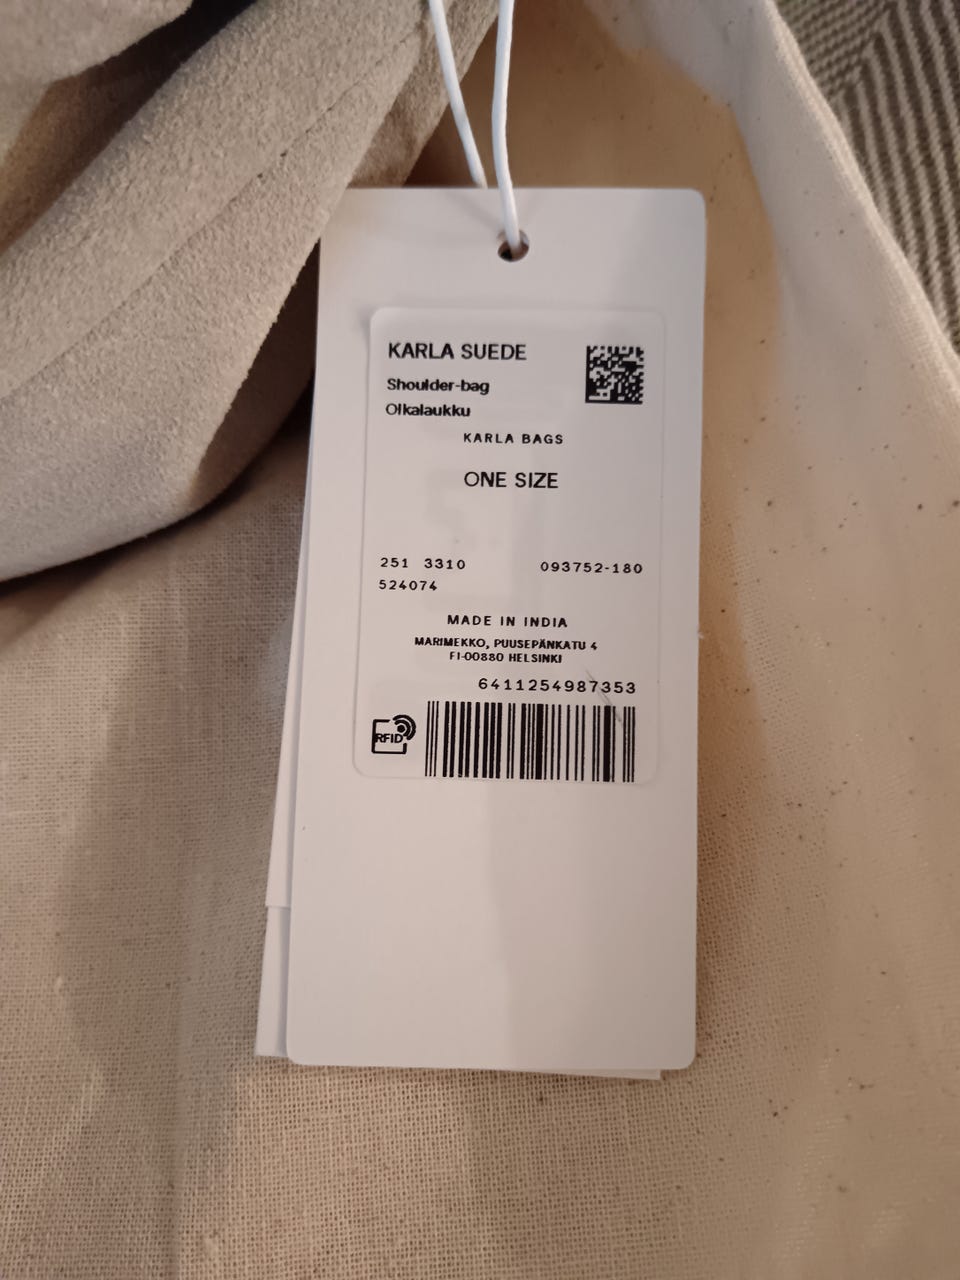 KARLA SUEDE
Shoulder-bag
Olkalaukku
KARLA BAGS
ONE SIZE
251 3310 093752-180
524074
MADE IN INDIA
MARIMEKKO, PUUSEPÄNKATU 4
FI-00880 HELSINKI
6411254987353
RFID